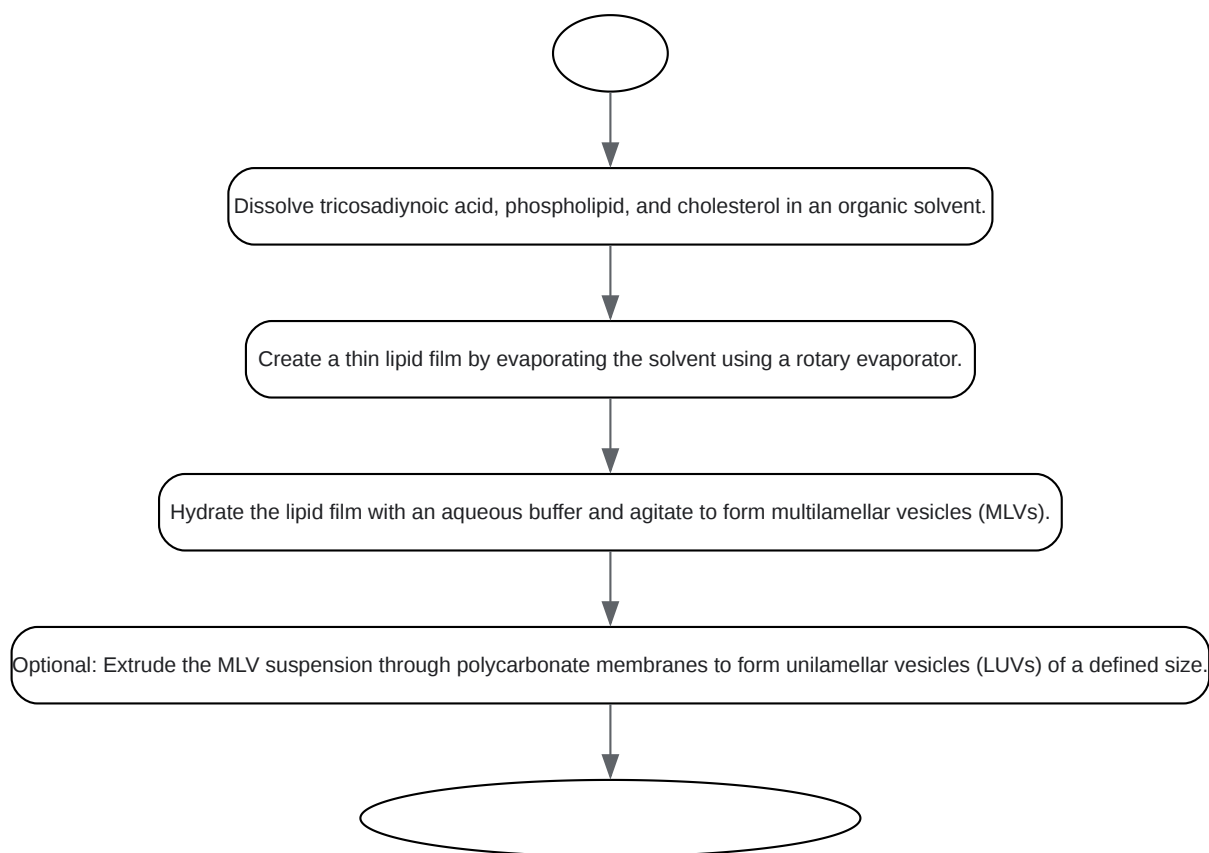 Dissolve tricosadiynoic acid, phospholipid, and cholesterol in an organic solvent.
Create a thin lipid film by evaporating the solvent using a rotary evaporator.
Hydrate the lipid film with an aqueous buffer and agitate to form multilamellar vesicles (MLVs).
Optional: Extrude the MLV suspension through polycarbonate membranes to form unilamellar vesicles (LUVs) of a defined size.